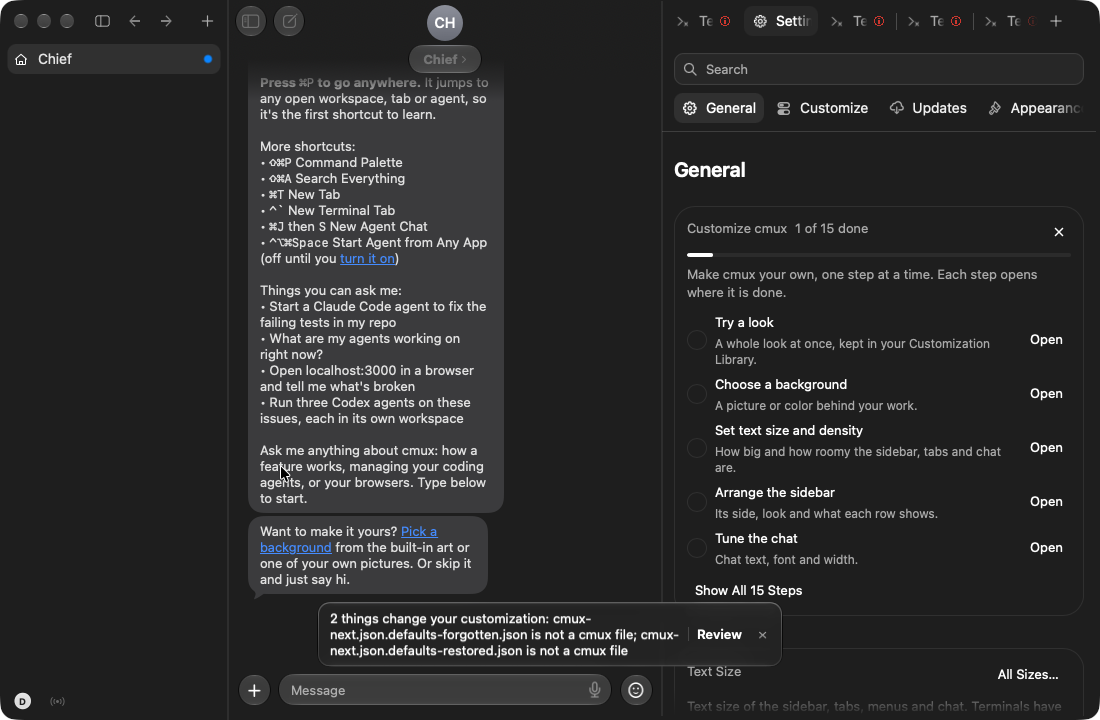 Chief
D
CH
Chief ›
Press ⌘P to go anywhere. It jumps to
any open workspace, tab or agent, so
it's the first shortcut to learn.
More shortcuts:
• ⇧⌘P Command Palette
• ⇧⌘A Search Everything
• ⌘T New Tab
• ^` New Terminal Tab
• ⌘J then S New Agent Chat
• ^⌥⌘Space Start Agent from Any App
(off until you turn it on)
Things you can ask me:
• Start a Claude Code agent to fix the
failing tests in my repo
• What are my agents working on
right now?
• Open localhost:3000 in a browser
and tell me what's broken
• Run three Codex agents on these
issues, each in its own workspace
Ask me anything about cmux: how a
feature works, managing your coding
agents, or your browsers. Type below
to start.
Want to make it yours? Pick a
background from the built-in art or
one of your own pictures. Or skip it
and just say hi.
2 things change your customization: cmux-
next.json.defaults-forgotten.json is not a cmux file; cmux-
next.json.defaults-restored.json is not a cmux file
Review
Message
Te Settin Te Te Te
Search
General Customize Updates Appearanc
General
Customize cmux 1 of 15 done
Make cmux your own, one step at a time. Each step opens
where it is done.
Try a look
A whole look at once, kept in your Customization
Library.
Open
Choose a background
A picture or color behind your work.
Open
Set text size and density
How big and how roomy the sidebar, tabs and chat
are.
Open
Arrange the sidebar
Its side, look and what each row shows.
Open
Tune the chat
Chat text, font and width.
Open
Show All 15 Steps
Text Size
All Sizes...
Text size of the sidebar, tabs, menus and chat. Terminals have